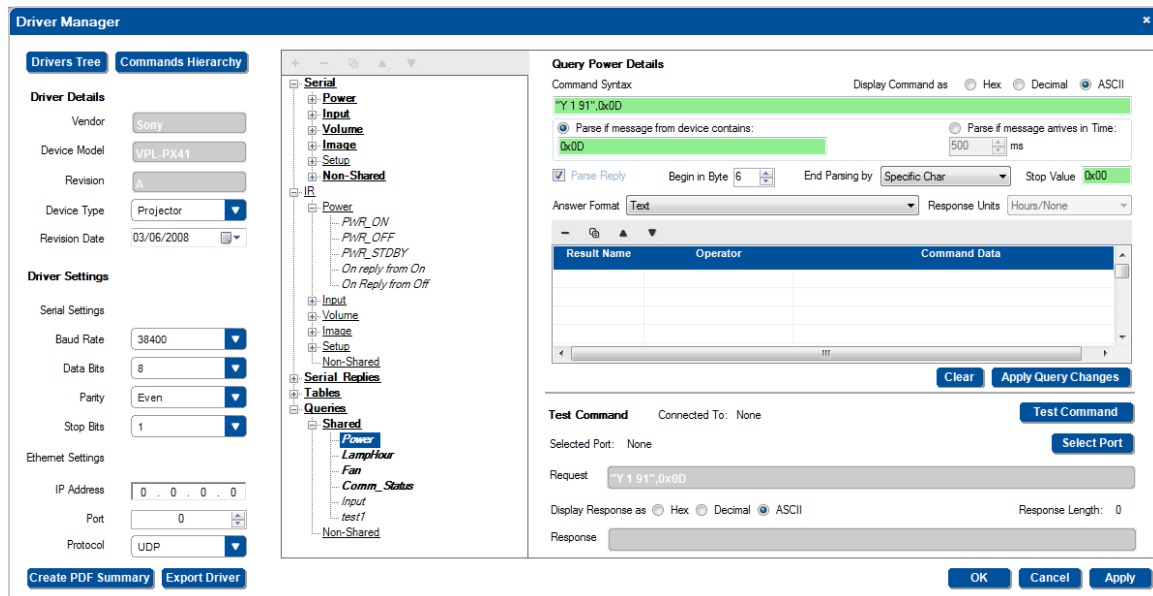 Driver Manager
Drivers Tree
Commands Hierarchy
Driver Details
Vendor
Sony
Device Model
VPL-PX41
Revision
A
Device Type
Projector
Revision Date
03/06/2008
Driver Settings
Serial Settings
Baud Rate
38400
Data Bits
8
Parity
Even
Stop Bits
1
Ethernet Settings
IP Address
0 . 0 . 0 . 0
Port
0
Protocol
UDP
Create PDF Summary
Export Driver
Serial
Power
Input
Volume
Image
Setup
Non-Shared
IR
Power
PWR_ON
PWR_OFF
PWR_STDBY
On reply from On
On Reply from Off
Input
Volume
Image
Setup
Non-Shared
Serial Replies
Tables
Queries
Shared
Power
LampHour
Fan
Comm_Status
Input
test1
Non-Shared
Query Power Details
Command Syntax
Display Command as Hex Decimal ASCII
"Y 1 91",0x0D
Parse if message from device contains:
0x0D
Parse if message arrives in Time:
500 ms
Parse Reply Begin in Byte 6 End Parsing by Specific Char Stop Value 0x00
Answer Format Text Response Units Hours/None
Result Name Operator Command Data
Clear Apply Query Changes
Test Command Connected To: None Test Command
Selected Port: None Select Port
Request "Y 1 91",0x0D
Display Response as Hex Decimal ASCII Response Length: 0
Response
OK Cancel Apply